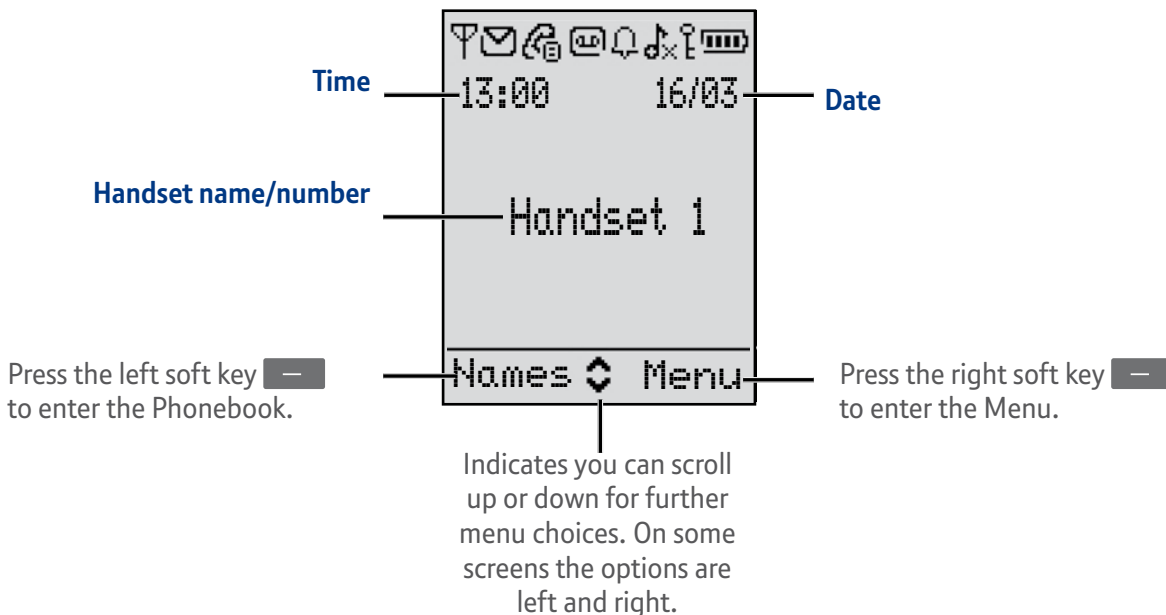 Time
13:00
16/03
Date
Handset name/number
Handset 1
Press the left soft key
to enter the Phonebook.
Names
Menu
Press the right soft key
to enter the Menu.
Indicates you can scroll
up or down for further
menu choices. On some
screens the options are
left and right.